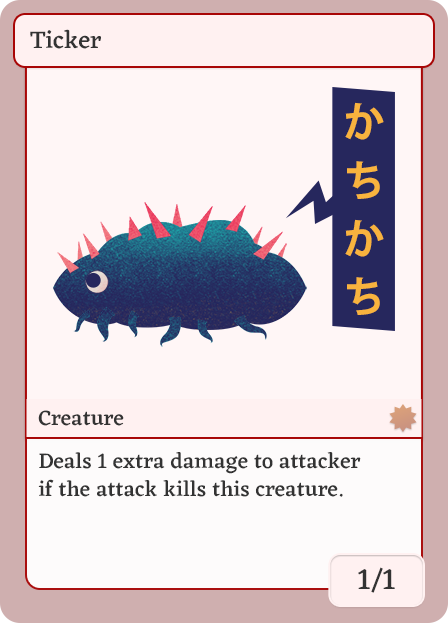 Ticker
かちかち
Creature
Deals 1 extra damage to attacker
if the attack kills this creature.
1/1